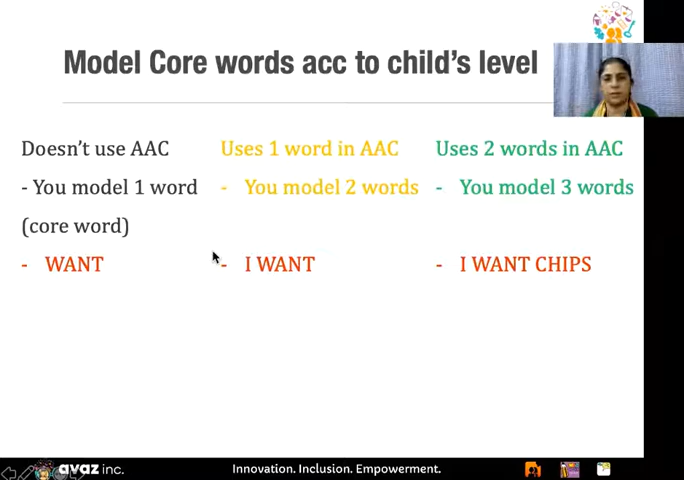 Model Core words acc to child's level
Doesn't use AAC
- You model 1 word
(core word)
- WANT
Uses 1 word in AAC
- You model 2 words
- I WANT
Uses 2 words in AAC
- You model 3 words
- I WANT CHIPS
avaz inc.
Innovation. Inclusion. Empowerment.